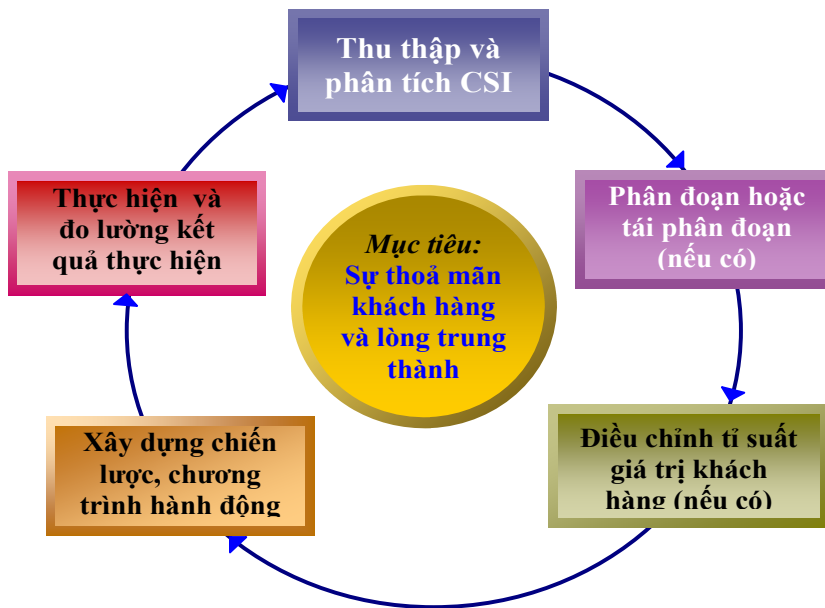 Thu thập và
phân tích CSI
Phân đoạn hoặc
tái phân đoạn
(nếu có)
Điều chỉnh tỉ suất
giá trị khách
hàng (nếu có)
Xây dựng chiến
lược, chương
trình hành động
Thực hiện và
đo lường kết
quả thực hiện
Mục tiêu:
Sự thoả mãn
khách hàng
và lòng trung
thành